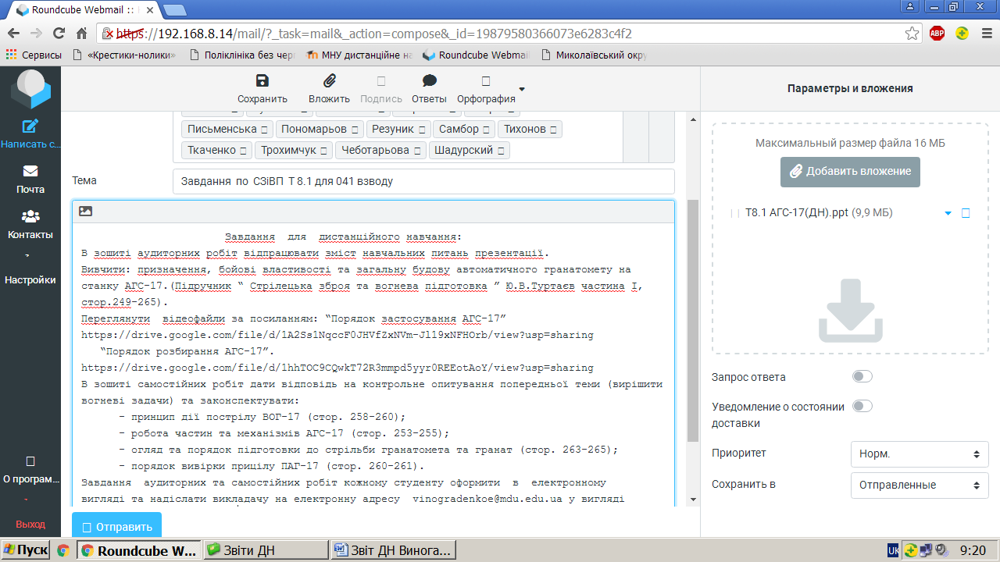 Roundcube Webmail ::
https://192.168.8.14/mail/?_task=mail&_action=compose&_id=19879580366073e6283c4f2
ABP
Сервисы «Крестики-нолики» Поліклініка без чер МНУ дистанційне на Roundcube Webmail Миколаївський окру
Сохранить Вложить Подпись Ответы Орфография
Параметры и вложения
Написать с...
Почта
Контакты
Настройки
О програм...
Выход
Письменська Пономарьов Резуник Самбор Тихонов
Ткаченко Трохимчук Чеботарьова Шадурский
Тема Завдання по СЗіВП Т 8.1 для 041 взводу
Завдання для дистанційного навчання:
В зошиті аудиторних робіт відпрацювати зміст навчальних питань презентації.
Вивчити: призначення, бойові властивості та загальну будову автоматичного гранатомету на
станку АГС-17.(Підручник “ Стрілецька зброя та вогнева підготовка ” Ю.В.Туртаєв частина I,
стор.249-265).
Переглянути відеофайли за посиланням: “Порядок застосування АГС-17”
https://drive.google.com/file/d/1A2Ss1NqccF0JHVfZxNVm-Jl19xNFHOrb/view?usp=sharing
“Порядок розбирання АГС-17”.
https://drive.google.com/file/d/1hhTOC9CQwkT72R3mmpd5yyr0REEotAoY/view?usp=sharing
В зошиті самостійних робіт дати відповідь на контрольне опитування попередньої теми (вирішити
вогневі задачи) та законспектувати:
- принцип дії пострілу ВОГ-17 (стор. 258-260);
- робота частин та механізмів АГС-17 (стор. 253-255);
- огляд та порядок підготовки до стрільби гранатомета та гранат (стор. 263-265);
- порядок вивірки прицілу ПАГ-17 (стор. 260-261).
Завдання аудиторних та самостійних робіт кожному студенту оформити в електронному
вигляді та надіслати викладачу на електронну адресу vinogradenkoe@mdu.edu.ua у вигляді
Отправить
Максимальный размер файла 16 МБ
Добавить вложение
Т8.1 АГС-17(ДН).ppt (9,9 МБ)
Запрос ответа
Уведомление о состоянии
доставки
Приоритет Норм.
Сохранить в Отправленные
Пуск Roundcube W... Звіти ДН Звіт ДН Винога... UK 9:20